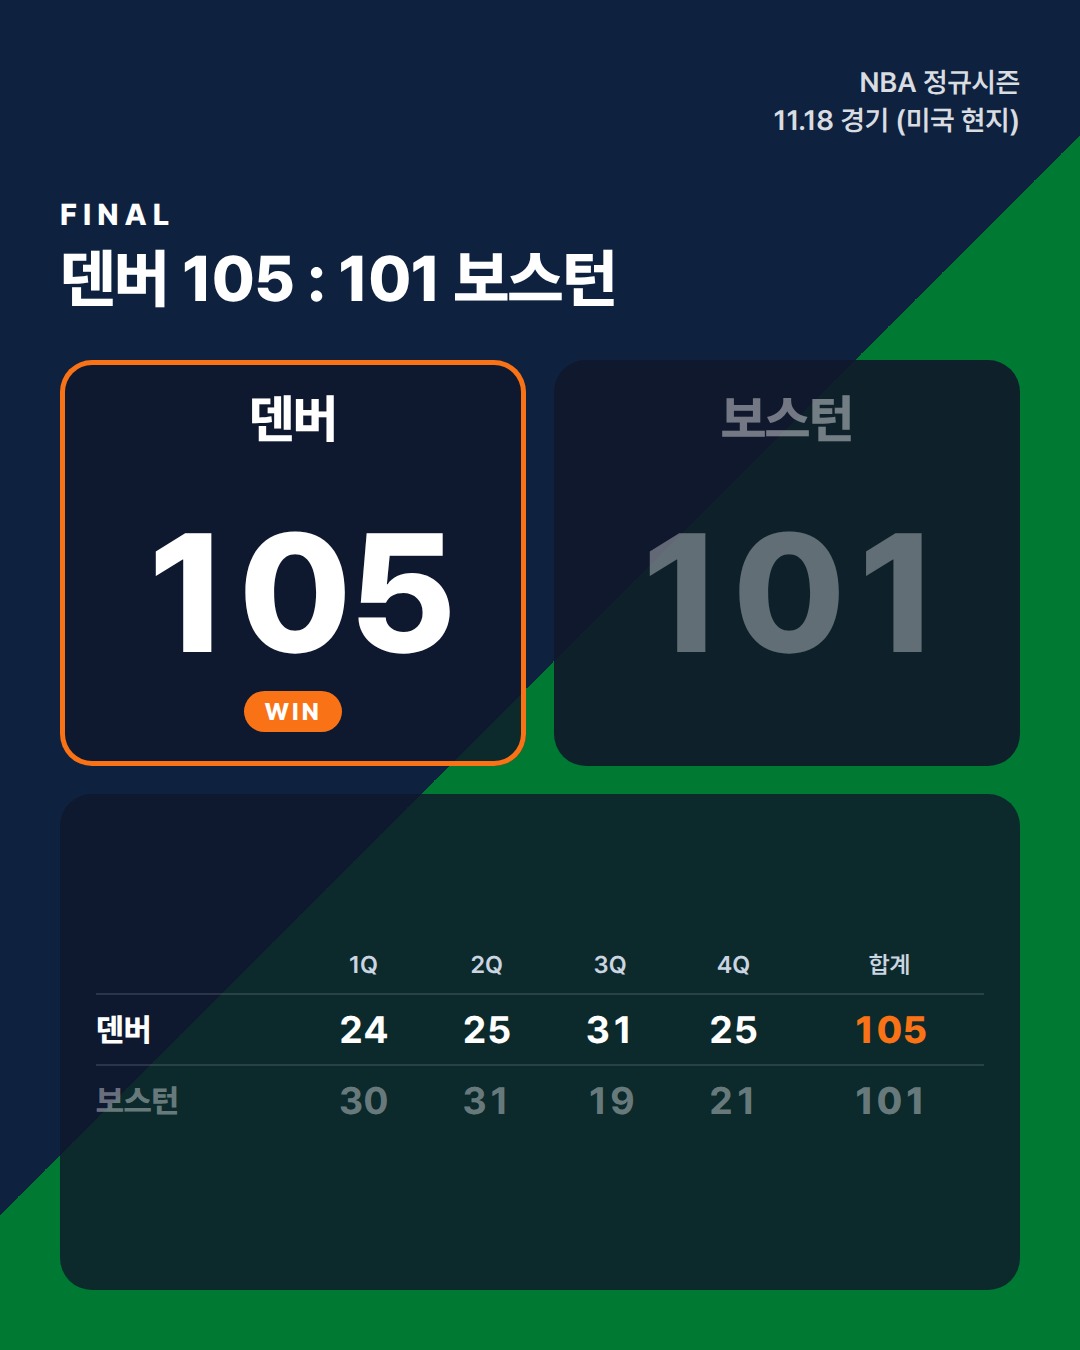 NBA 정규시즌
11.18 경기 (미국 현지)
FINAL
덴버 105 : 101 보스턴
덴버
105
WIN
보스턴
101
1Q 2Q 3Q 4Q 합계
덴버 24 25 31 25 105
보스턴 30 31 19 21 101